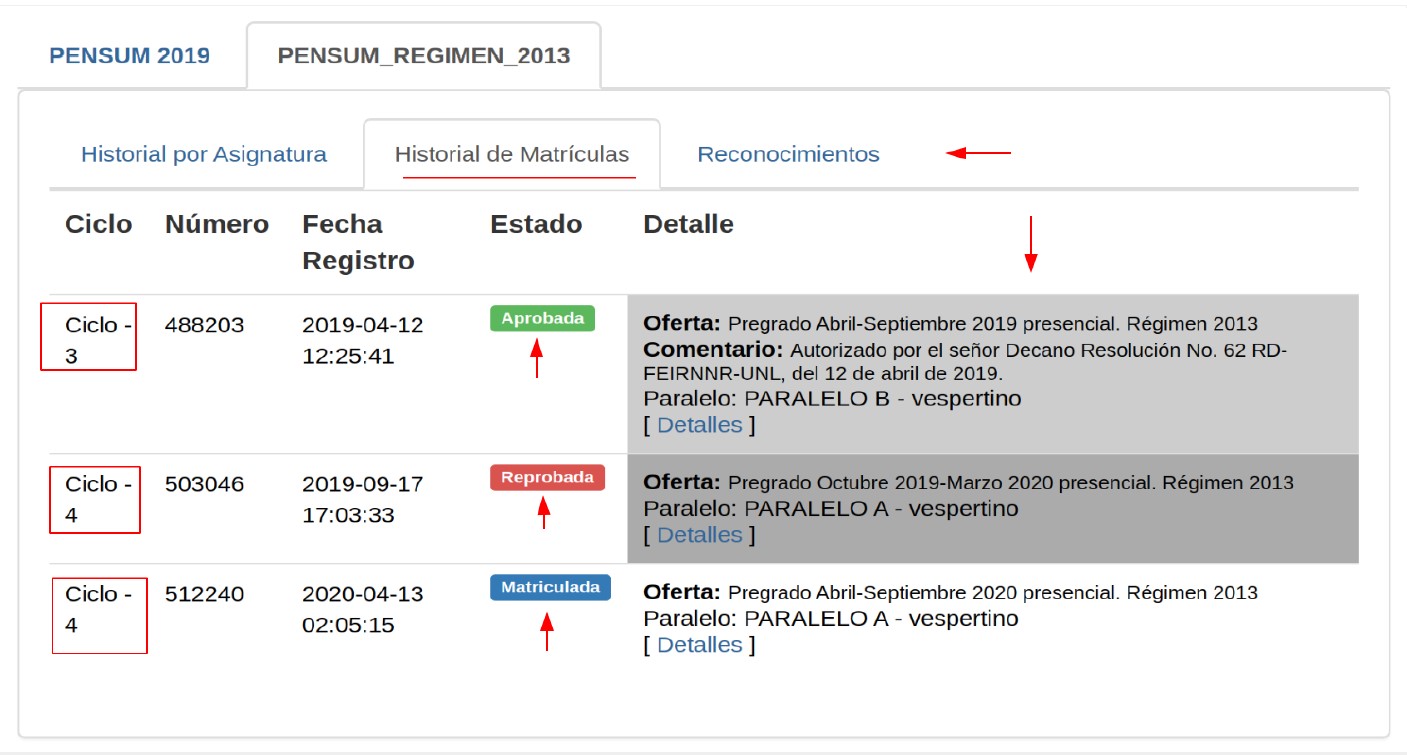 PENSUM 2019 PENSUM_REGIMEN_2013
Historial por Asignatura Historial de Matrículas Reconocimientos
Ciclo Número Fecha Registro Estado Detalle
Ciclo - 3 488203 2019-04-12 12:25:41 Aprobada
Oferta: Pregrado Abril-Septiembre 2019 presencial. Régimen 2013
Comentario: Autorizado por el señor Decano Resolución No. 62 RD-
FEIRNNR-UNL, del 12 de abril de 2019.
Paralelo: PARALELO B - vespertino
[ Detalles ]
Ciclo - 4 503046 2019-09-17 17:03:33 Reprobada
Oferta: Pregrado Octubre 2019-Marzo 2020 presencial. Régimen 2013
Paralelo: PARALELO A - vespertino
[ Detalles ]
Ciclo - 4 512240 2020-04-13 02:05:15 Matriculada
Oferta: Pregrado Abril-Septiembre 2020 presencial. Régimen 2013
Paralelo: PARALELO A - vespertino
[ Detalles ]